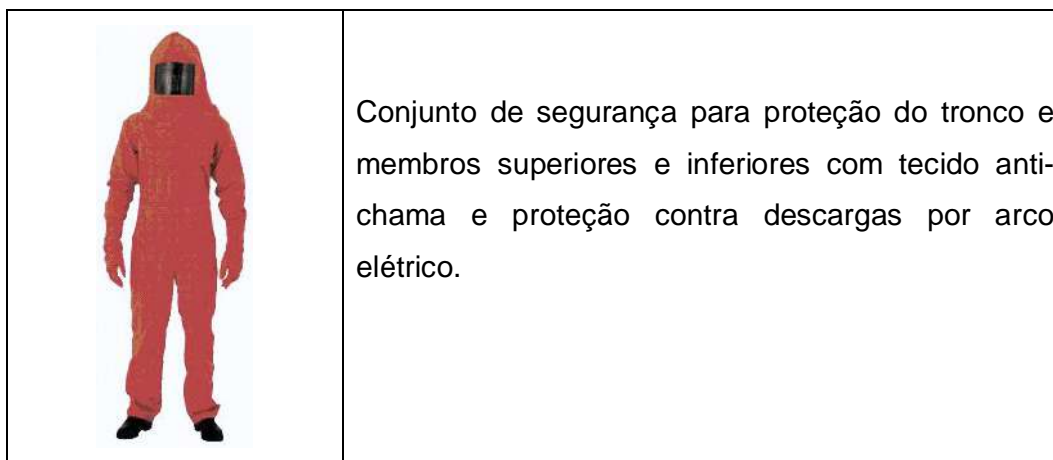 Conjunto de segurança para proteção do tronco e
membros superiores e inferiores com tecido anti-
chama e proteção contra descargas por arco
elétrico.